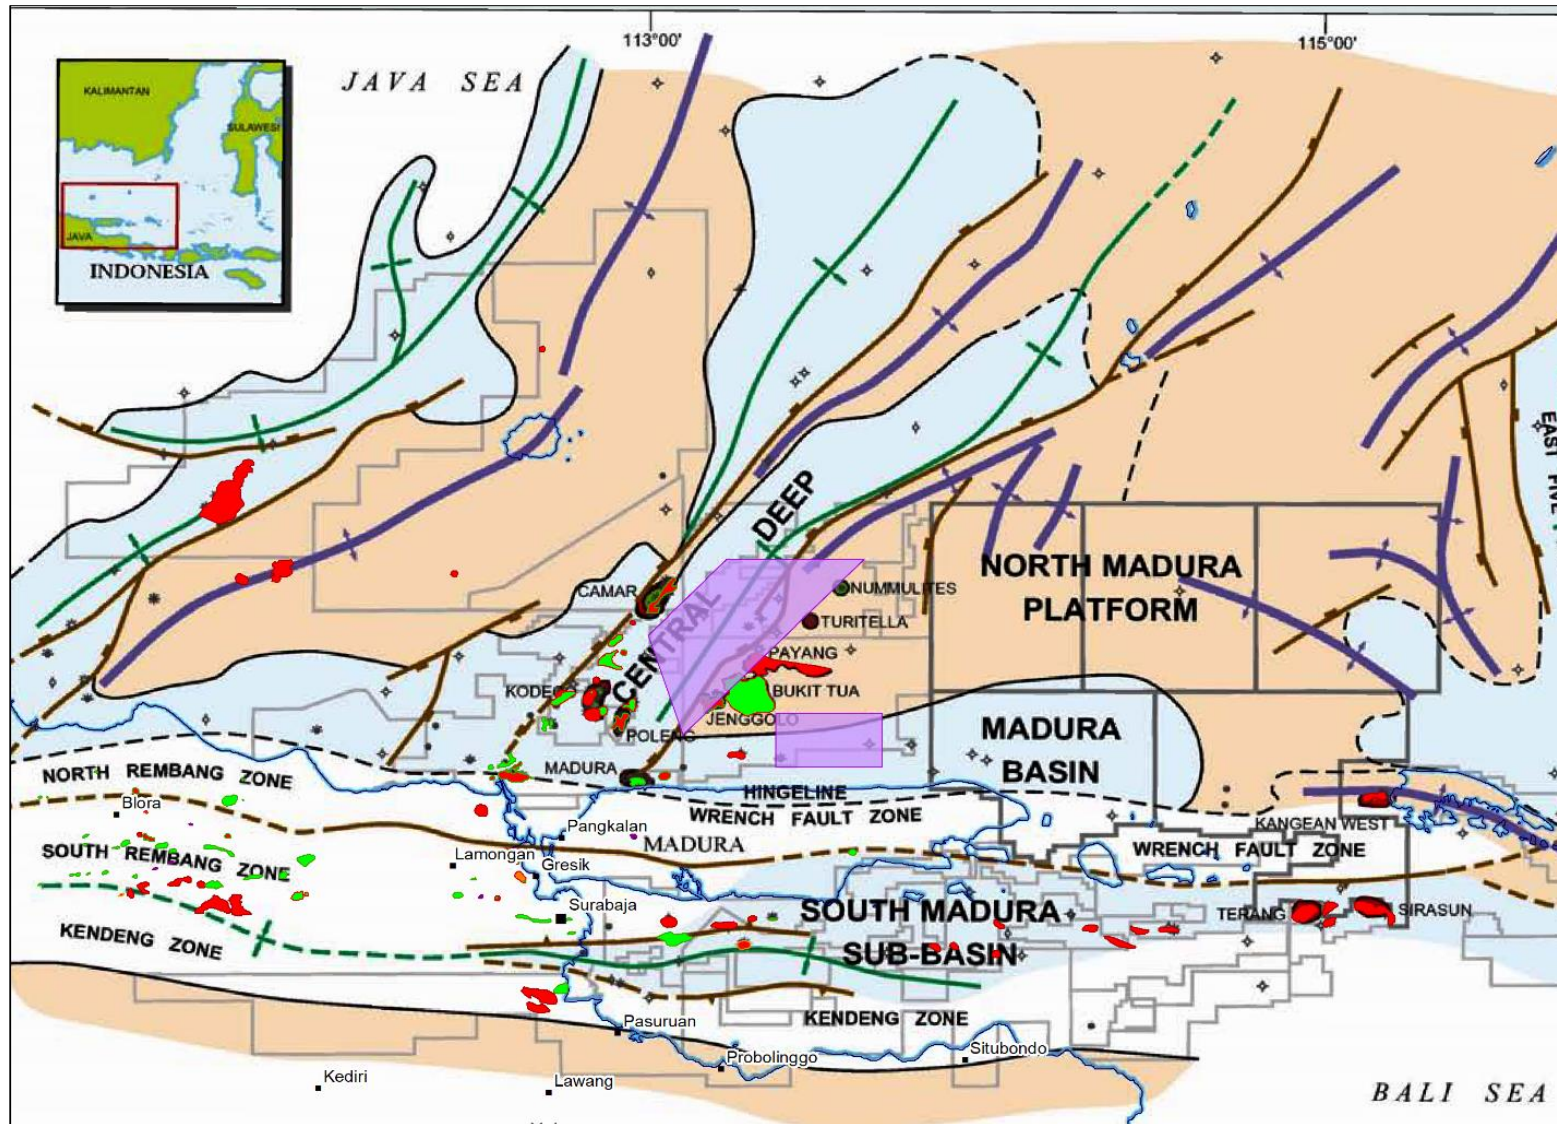 113°00'
115°00'
JAVA SEA
KALIMANTAN
SULAWESI
JAVA
INDONESIA
EAST FIVE
DEEP
CENTRAL
CAMAR
NUMMULITES
TURITELLA
NORTH MADURA
PLATFORM
PAYANG
KODECO
BUKIT TUA
JENGGOLO
POLENG
MADURA
BASIN
MADURA
HINGELINE
WRENCH FAULT ZONE
NORTH REMBANG ZONE
Blora
Pangkalan
MADURA
KANGEAN WEST
WRENCH FAULT ZONE
SOUTH REMBANG ZONE
Lamongan
Gresik
Surabaja
SOUTH MADURA
SUB-BASIN
TERANG
SIRASUN
KENDENG ZONE
KENDENG ZONE
Pasuruan
Probolinggo
Situbondo
Kediri
Lawang
BALI SEA